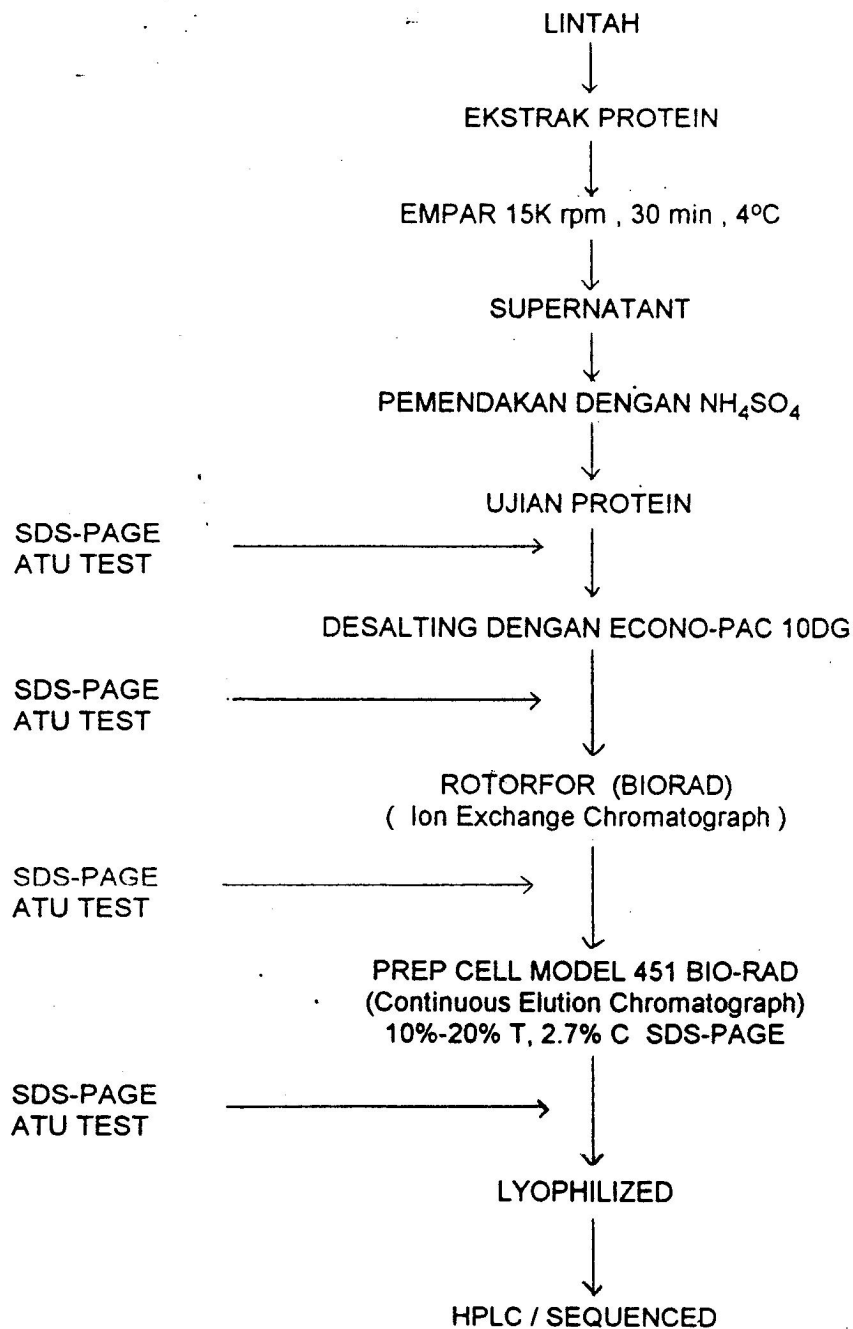 LINTAH
EKSTRAK PROTEIN
EMPAR 15K rpm , 30 min , 4°C
SUPERNATANT
PEMENDAKAN DENGAN NH₄SO₄
UJIAN PROTEIN
SDS-PAGE
ATU TEST
DESALTING DENGAN ECONO-PAC 10DG
SDS-PAGE
ATU TEST
ROTORFOR (BIORAD)
( Ion Exchange Chromatograph )
SDS-PAGE
ATU TEST
PREP CELL MODEL 451 BIO-RAD
(Continuous Elution Chromatograph)
10%-20% T, 2.7% C SDS-PAGE
SDS-PAGE
ATU TEST
LYOPHILIZED
HPLC / SEQUENCED